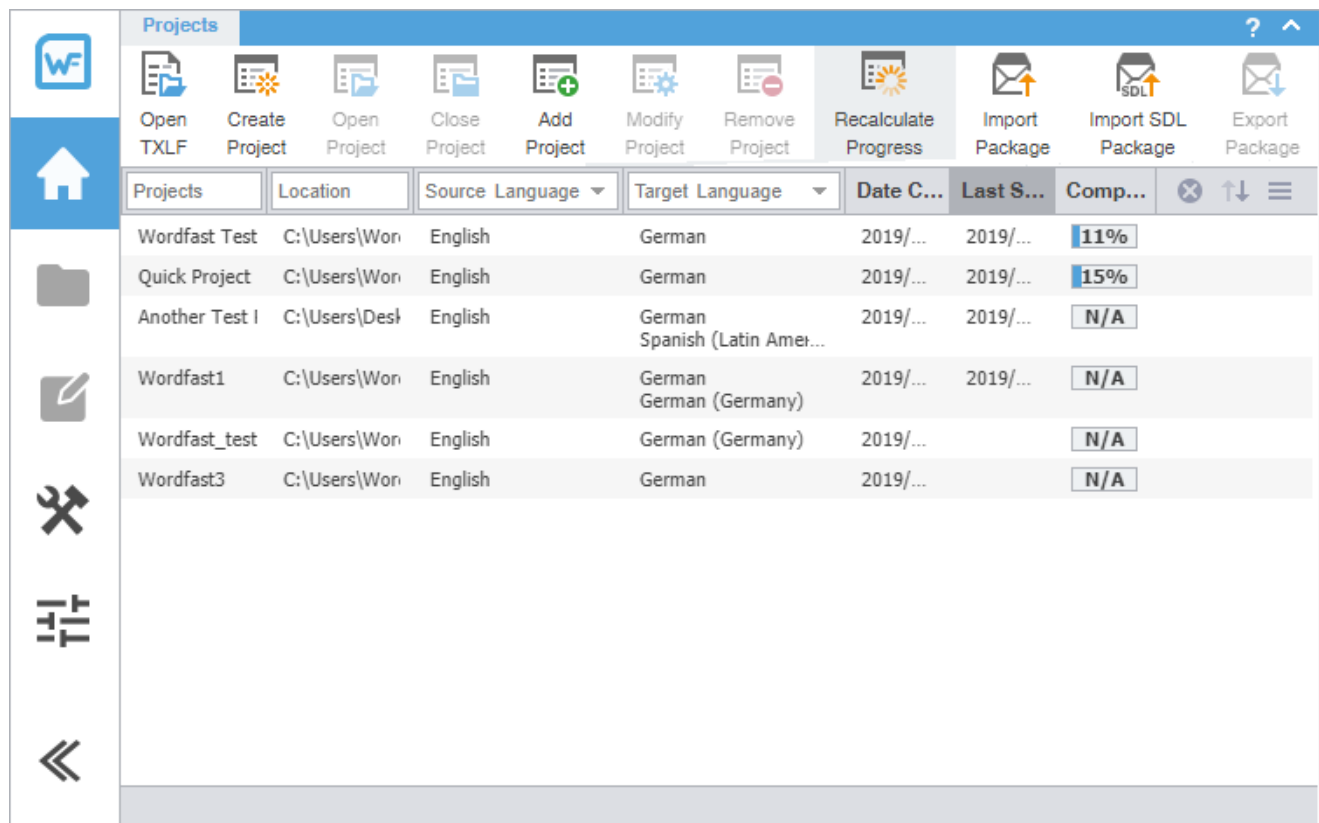 Projects ?
WF
Open TXLF
Create Project
Open Project
Close Project
Add Project
Modify Project
Remove Project
Recalculate Progress
Import Package
SDL
Import SDL Package
Export Package
Projects Location Source Language Target Language Date C... Last S... Comp...
Wordfast Test C:\Users\Wor English German 2019/... 2019/... 11%
Quick Project C:\Users\Wor English German 2019/... 2019/... 15%
Another Test C:\Users\Desk English German 2019/... 2019/... N/A
Spanish (Latin Amer...
Wordfast1 C:\Users\Wor English German 2019/... 2019/... N/A
German (Germany)
Wordfast_test C:\Users\Wor English German (Germany) 2019/... N/A
Wordfast3 C:\Users\Wor English German 2019/... N/A